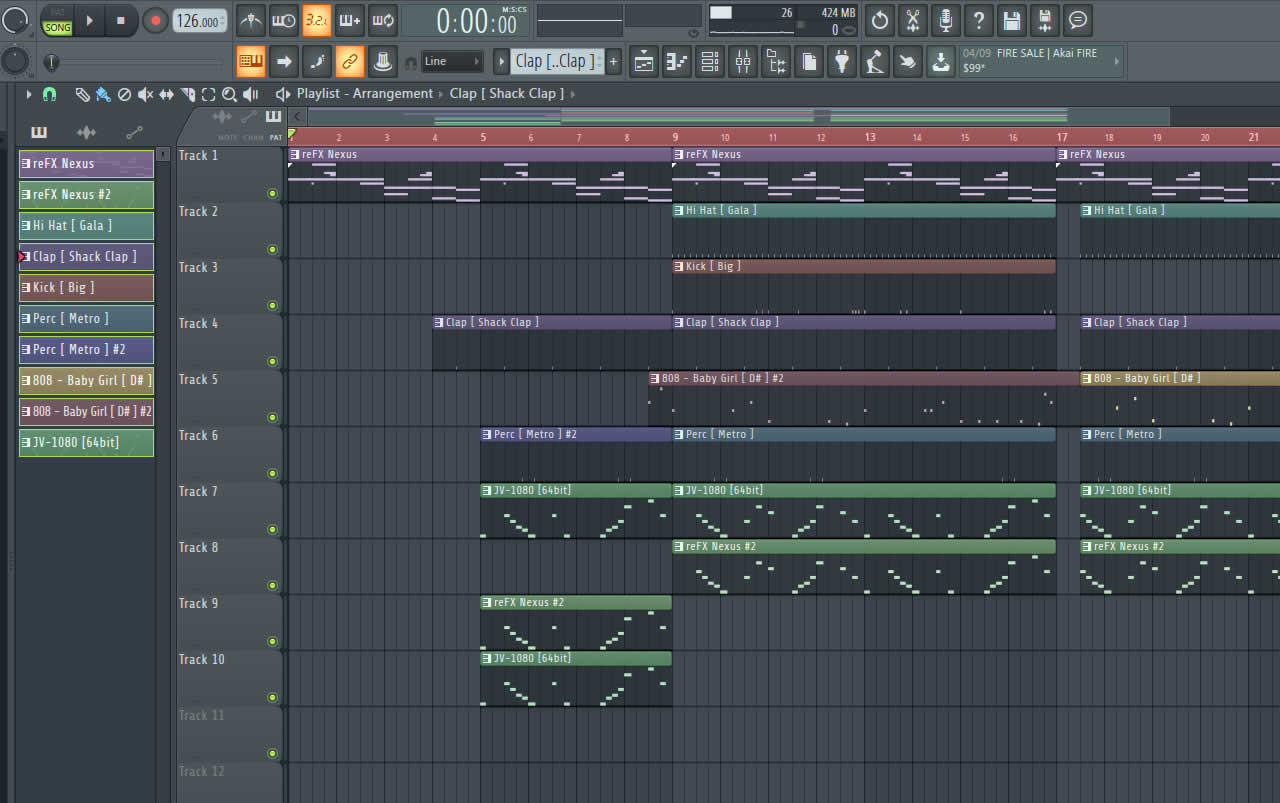 PAT
SONG
126.000
3.2.
0:00:00
M:S:CS
26
424 MB
0
Line
Clap [..Clap ]
04/09 FIRE SALE | Akai FIRE
$99*
Playlist - Arrangement
Clap [ Shack Clap ]
NOTE CHAN PAT
1 2 3 4 5 6 7 8 9 10 11 12 13 14 15 16 17 18 19 20 21
reFX Nexus
reFX Nexus #2
Hi Hat [ Gala ]
Clap [ Shack Clap ]
Kick [ Big ]
Perc [ Metro ]
Perc [ Metro ] #2
808 - Baby Girl [ D# ]
808 - Baby Girl [ D# ] #2
JV-1080 [64bit]
Track 1
reFX Nexus
reFX Nexus
reFX Nexus
Track 2
Hi Hat [ Gala ]
Hi Hat [ Gala ]
Track 3
Kick [ Big ]
Track 4
Clap [ Shack Clap ]
Clap [ Shack Clap ]
Clap [ Shack Clap ]
Track 5
808 - Baby Girl [ D# ] #2
808 - Baby Girl [ D# ]
Track 6
Perc [ Metro ] #2
Perc [ Metro ]
Perc [ Metro ]
Track 7
JV-1080 [64bit]
JV-1080 [64bit]
JV-1080 [64bit]
Track 8
reFX Nexus #2
reFX Nexus #2
Track 9
reFX Nexus #2
Track 10
JV-1080 [64bit]
Track 11
Track 12